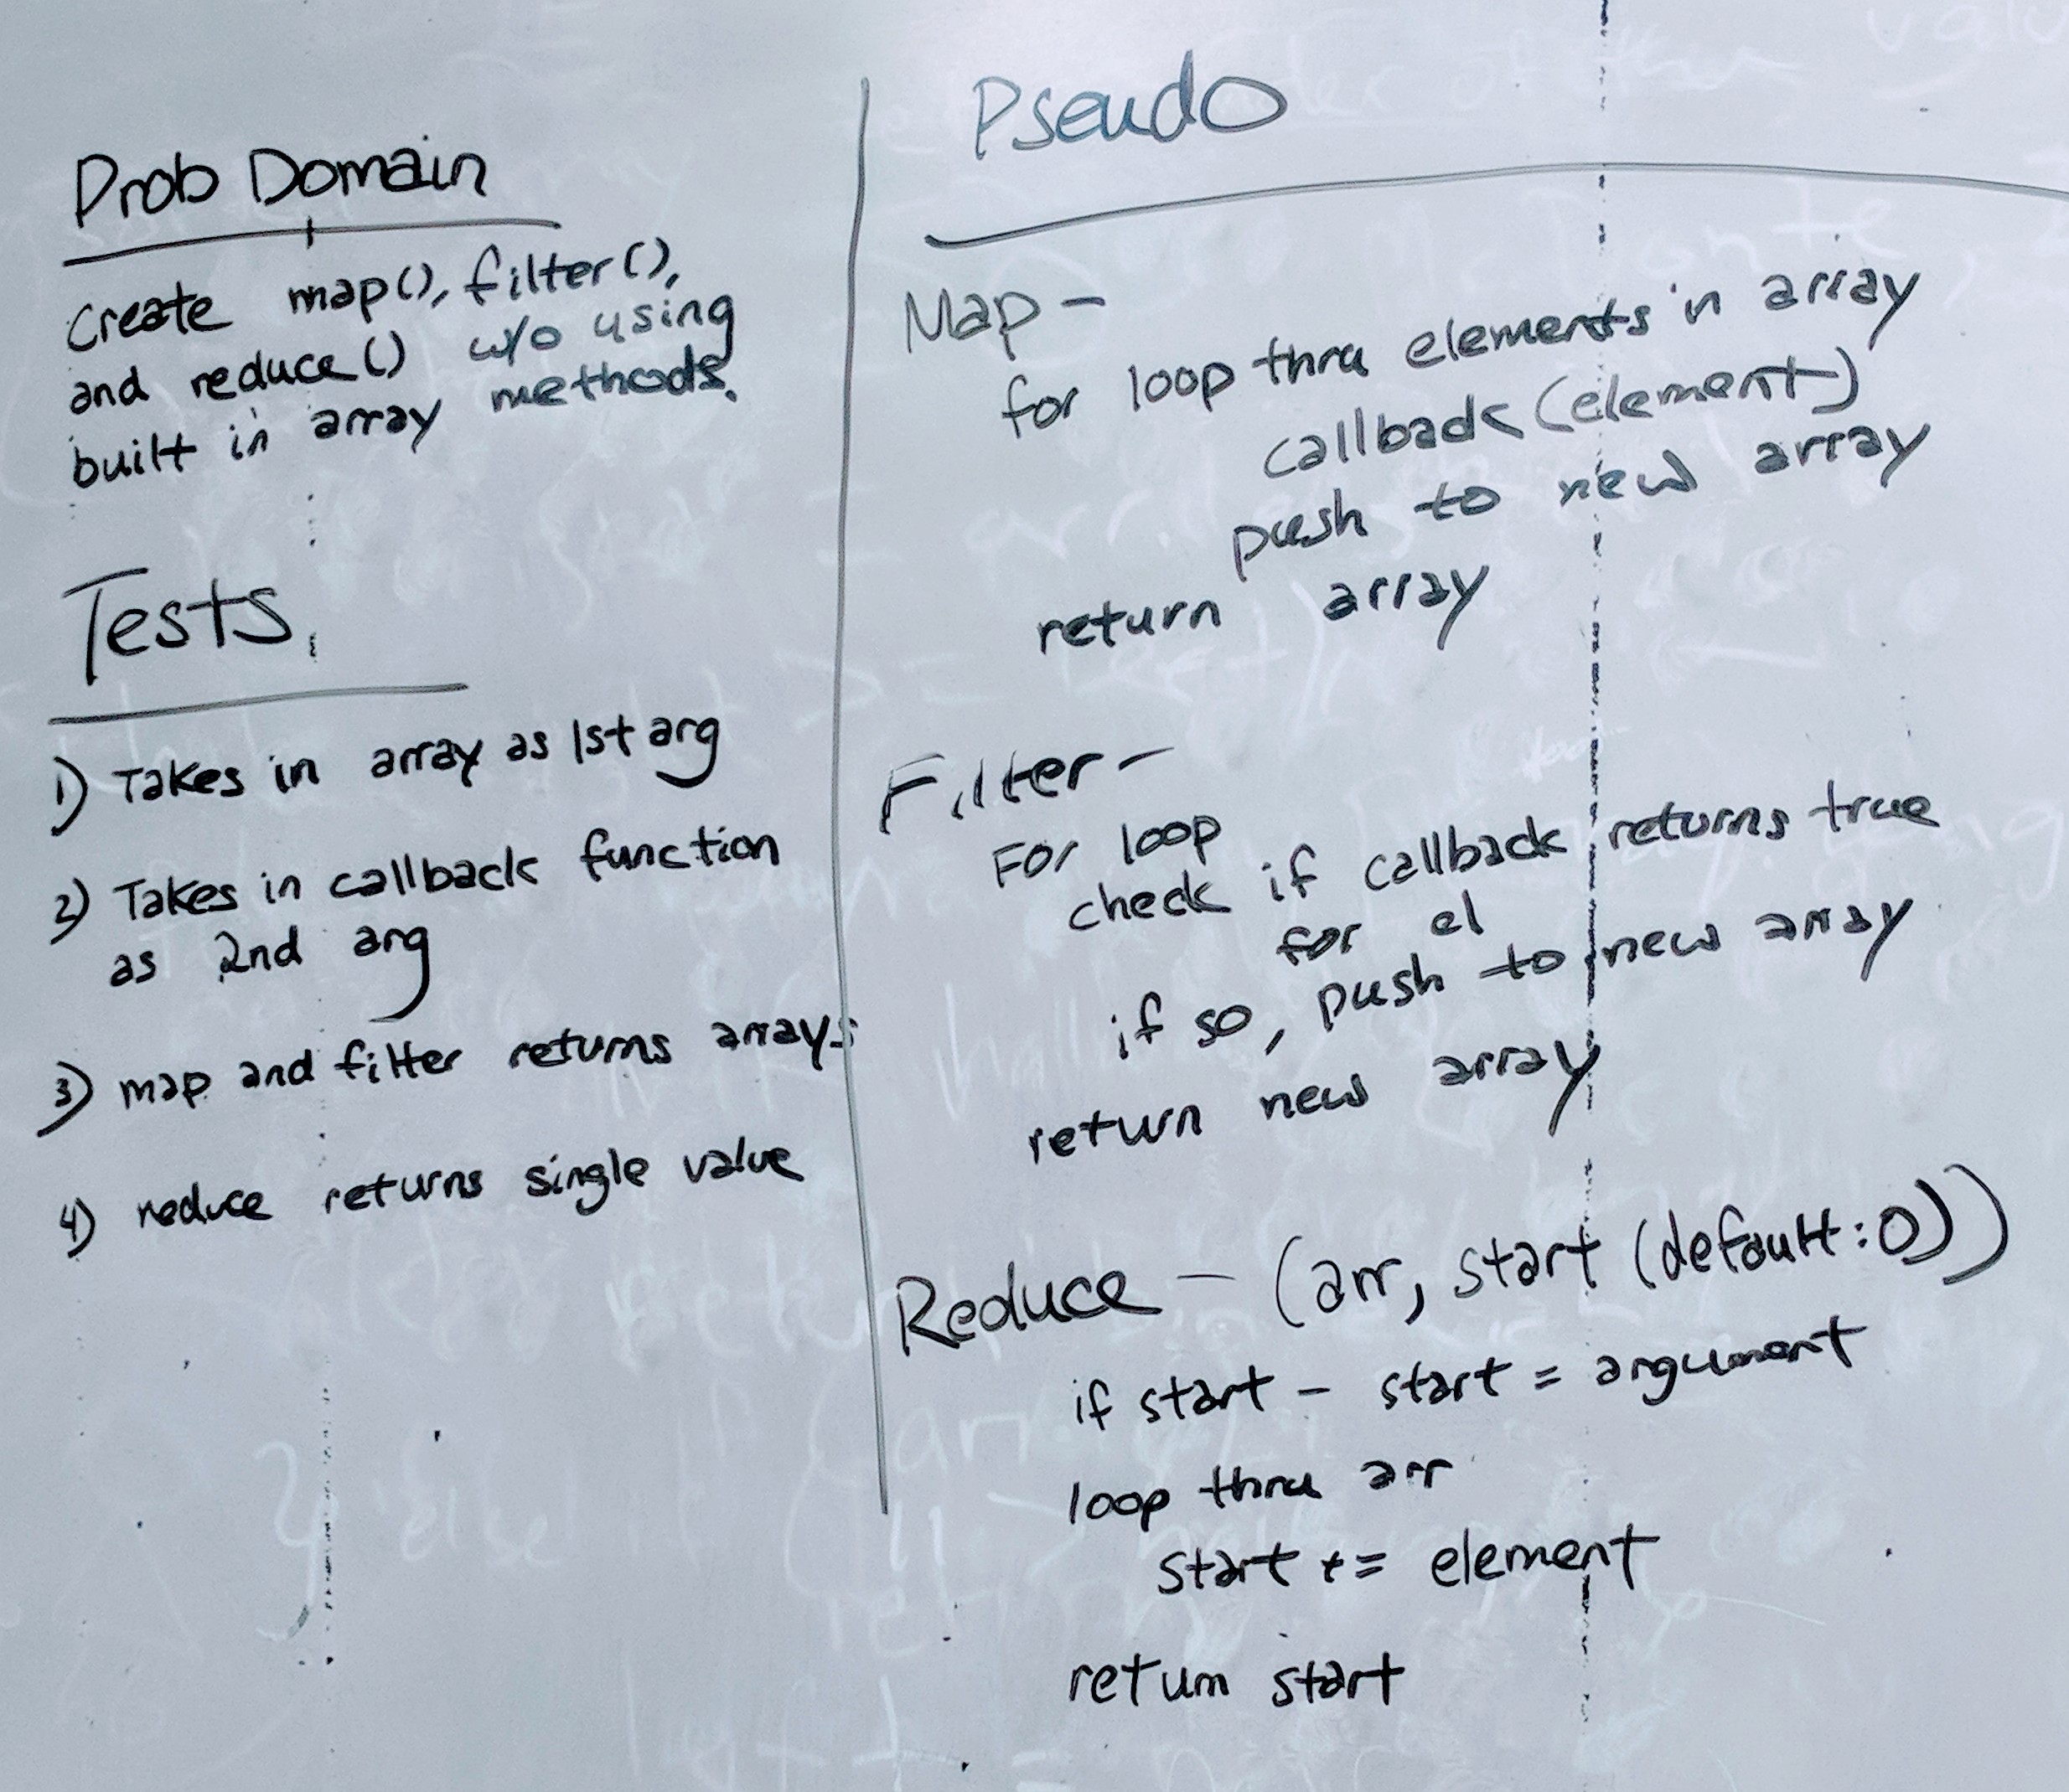 Prob Domain
Create map(), filter(),
and reduce() w/o using
built in array methods.
Tests
1) Takes in array as 1st arg
2) Takes in callback function
as 2nd arg
3) map and filter returns arrays
4) reduce returns single value
Pseudo
Map -
for loop thru elements in array
callback (element)
push to new array
return array
Filter -
For loop
check if callback returns true
for el
if so, push to new array
return new array
Reduce - (arr, start (default: 0))
if start - start = argument
loop thru arr
start += element
return start